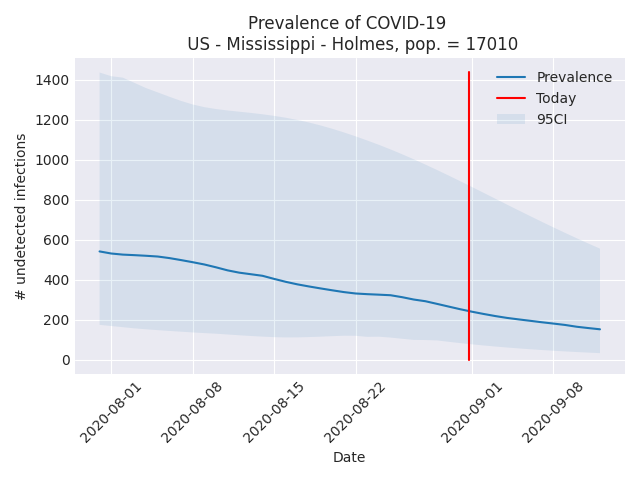 Prevalence of COVID-19
US - Mississippi - Holmes, pop. = 17010
Prevalence
Today
95CI
# undetected infections
1400
1200
1000
800
600
400
200
0
2020-08-01
2020-08-08
2020-08-15
2020-08-22
2020-09-01
2020-09-08
Date